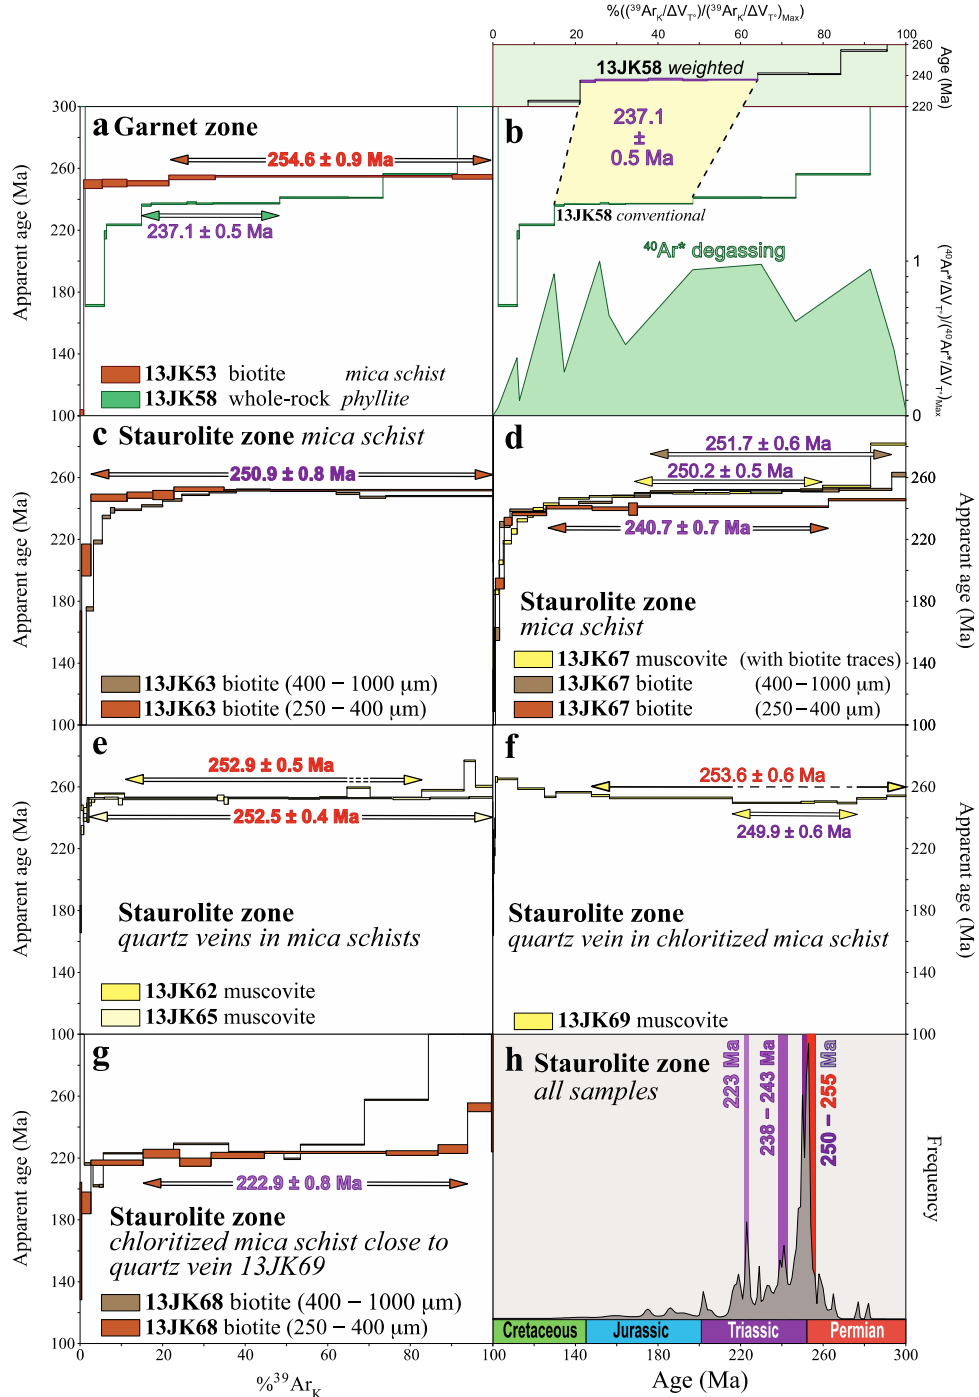 %((³⁹Ar_K/ΔV_T°)/(³⁹Ar_K/ΔV_T°)_Max)
0 20 40 60 80 100
13JK58 weighted
260
240
220
Age (Ma)
a Garnet zone
300
260
220
180
140
100
Apparent age (Ma)
254.6 ± 0.9 Ma
237.1 ± 0.5 Ma
13JK53 biotite mica schist
13JK58 whole-rock phyllite
b
237.1
±
0.5 Ma
13JK58 conventional
⁴⁰Ar* degassing
1
0
(⁴⁰Ar*/ΔV_T°)/(⁴⁰Ar*/ΔV_T°)_Max
c Staurolite zone mica schist
250.9 ± 0.8 Ma
260
220
180
140
100
Apparent age (Ma)
13JK63 biotite (400 – 1000 µm)
13JK63 biotite (250 – 400 µm)
d
251.7 ± 0.6 Ma
250.2 ± 0.5 Ma
240.7 ± 0.7 Ma
260
220
180
140
100
Apparent age (Ma)
Staurolite zone
mica schist
13JK67 muscovite (with biotite traces)
13JK67 biotite (400 – 1000 µm)
13JK67 biotite (250 – 400 µm)
e
252.9 ± 0.5 Ma
252.5 ± 0.4 Ma
260
220
180
140
100
Apparent age (Ma)
Staurolite zone
quartz veins in mica schists
13JK62 muscovite
13JK65 muscovite
f
253.6 ± 0.6 Ma
249.9 ± 0.6 Ma
260
220
180
140
100
Apparent age (Ma)
Staurolite zone
quartz vein in chloritized mica schist
13JK69 muscovite
g
260
220
180
140
100
Apparent age (Ma)
222.9 ± 0.8 Ma
Staurolite zone
chloritized mica schist close to
quartz vein 13JK69
13JK68 biotite (400 – 1000 µm)
13JK68 biotite (250 – 400 µm)
0 20 40 60 80 100
%³⁹Ar_K
h Staurolite zone
all samples
223 Ma
238 – 243 Ma
250 – 255 Ma
Frequency
Cretaceous Jurassic Triassic Permian
140 180 220 260 300
Age (Ma)